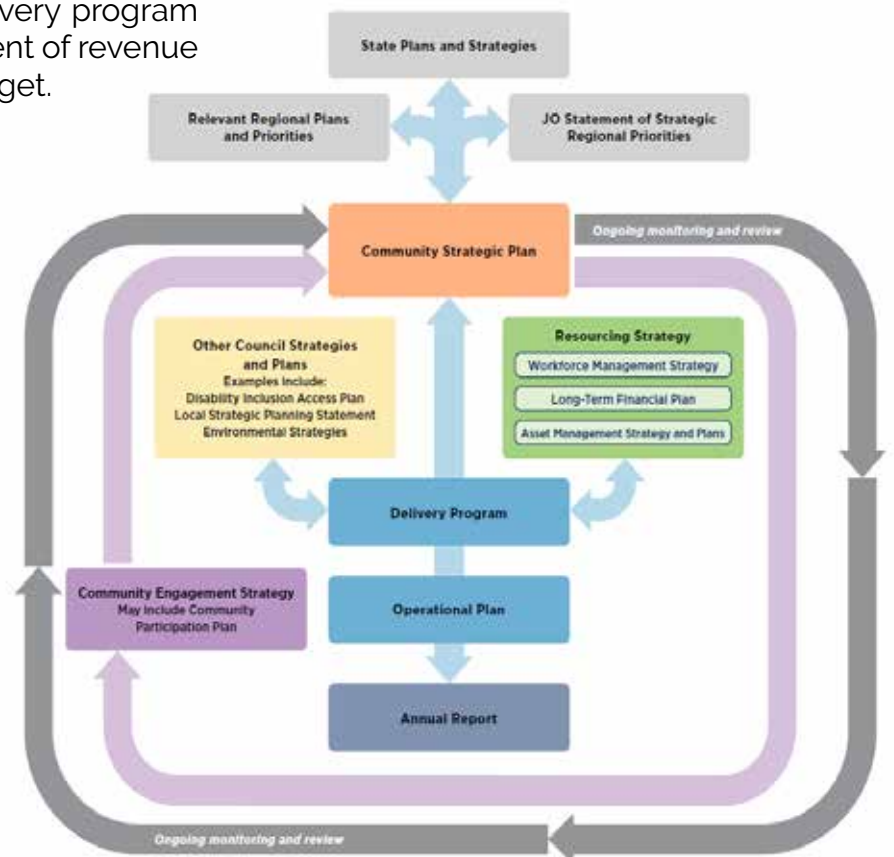 very program
ent of revenue
get.
State Plans and Strategies
Relevant Regional Plans
and Priorities
JO Statement of Strategic
Regional Priorities
Community Strategic Plan
Ongoing monitoring and review
Other Council Strategies
and Plans
Examples Include:
Disability Inclusion Access Plan
Local Strategic Planning Statement
Environmental Strategies
Resourcing Strategy
Workforce Management Strategy
Long-Term Financial Plan
Asset Management Strategy and Plans
Delivery Program
Community Engagement Strategy
May Include Community
Participation Plan
Operational Plan
Annual Report
Ongoing monitoring and review